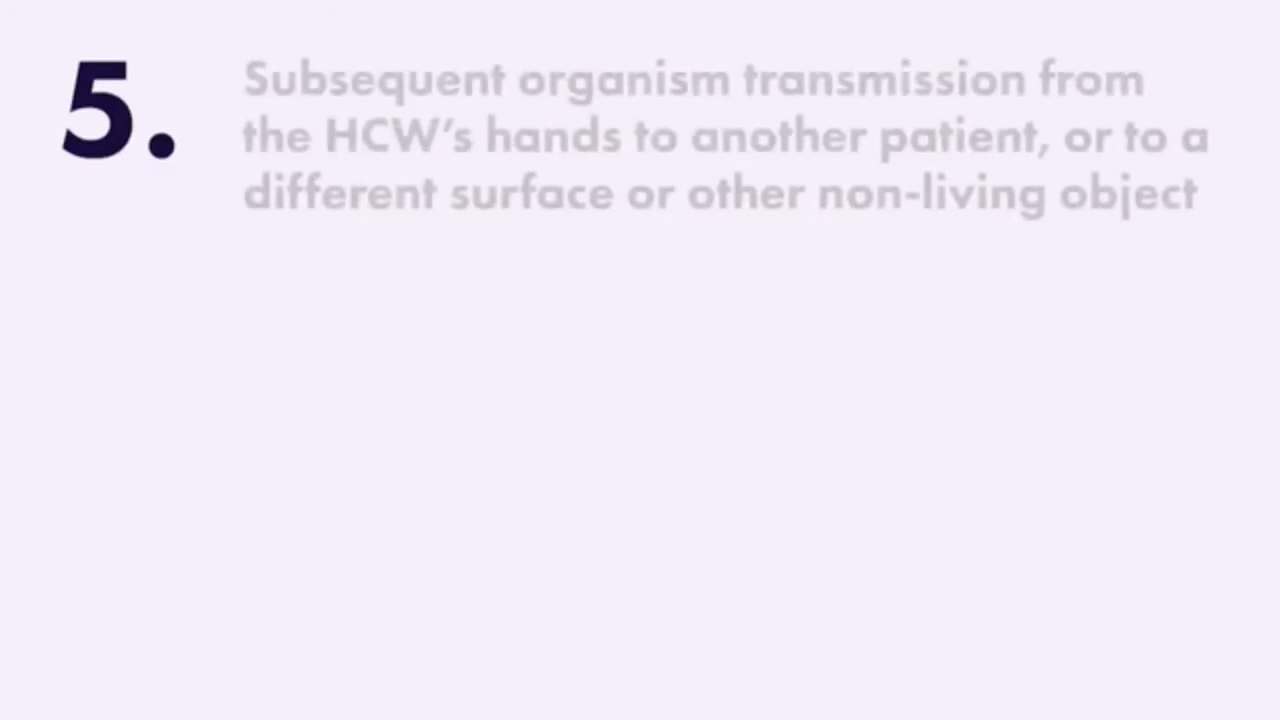 5. Subsequent organism transmission from
the HCW's hands to another patient, or to a
different surface or other non-living object